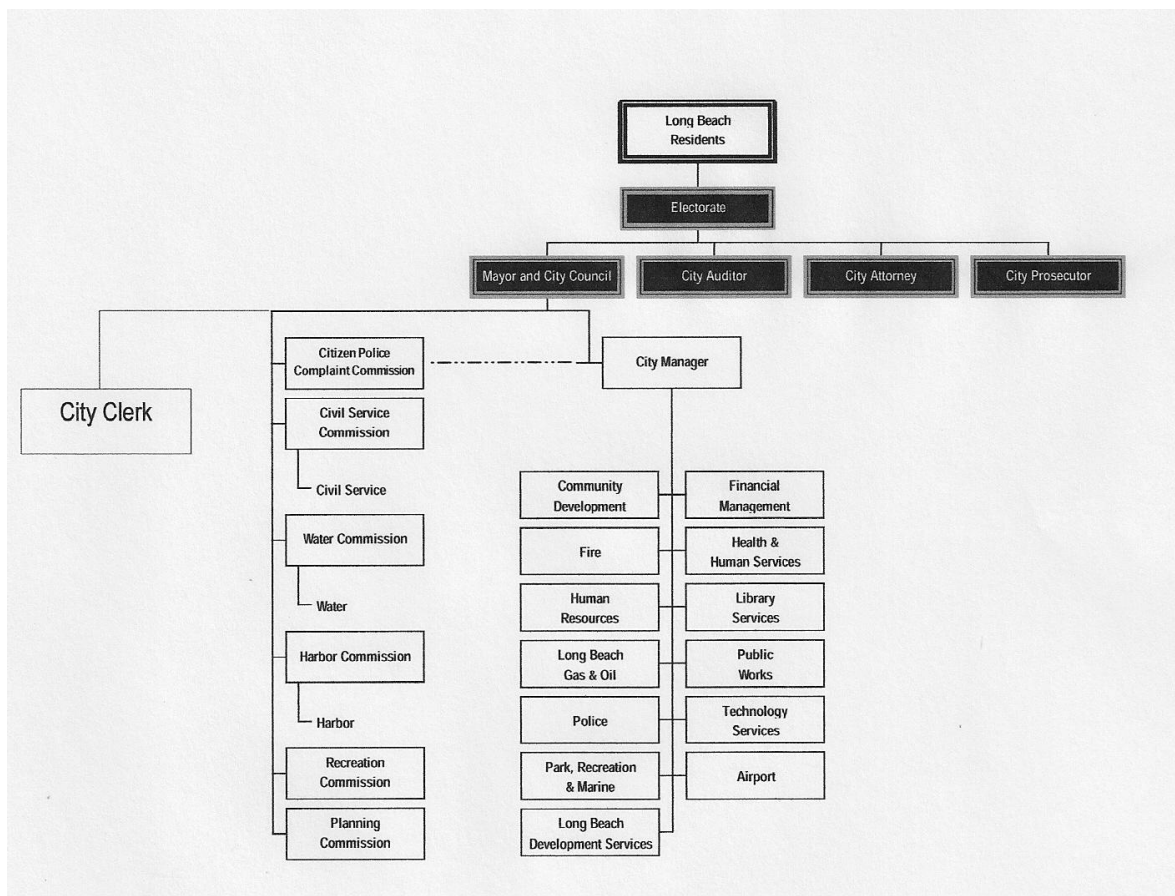 Long Beach
Residents
Electorate
Mayor and City Council
City Auditor
City Attorney
City Prosecutor
City Clerk
Citizen Police
Complaint Commission
City Manager
Civil Service
Commission
Civil Service
Water Commission
Water
Harbor Commission
Harbor
Recreation
Commission
Planning
Commission
Community
Development
Financial
Management
Fire
Health &
Human Services
Human
Resources
Library
Services
Long Beach
Gas & Oil
Public
Works
Police
Technology
Services
Park, Recreation
& Marine
Airport
Long Beach
Development Services